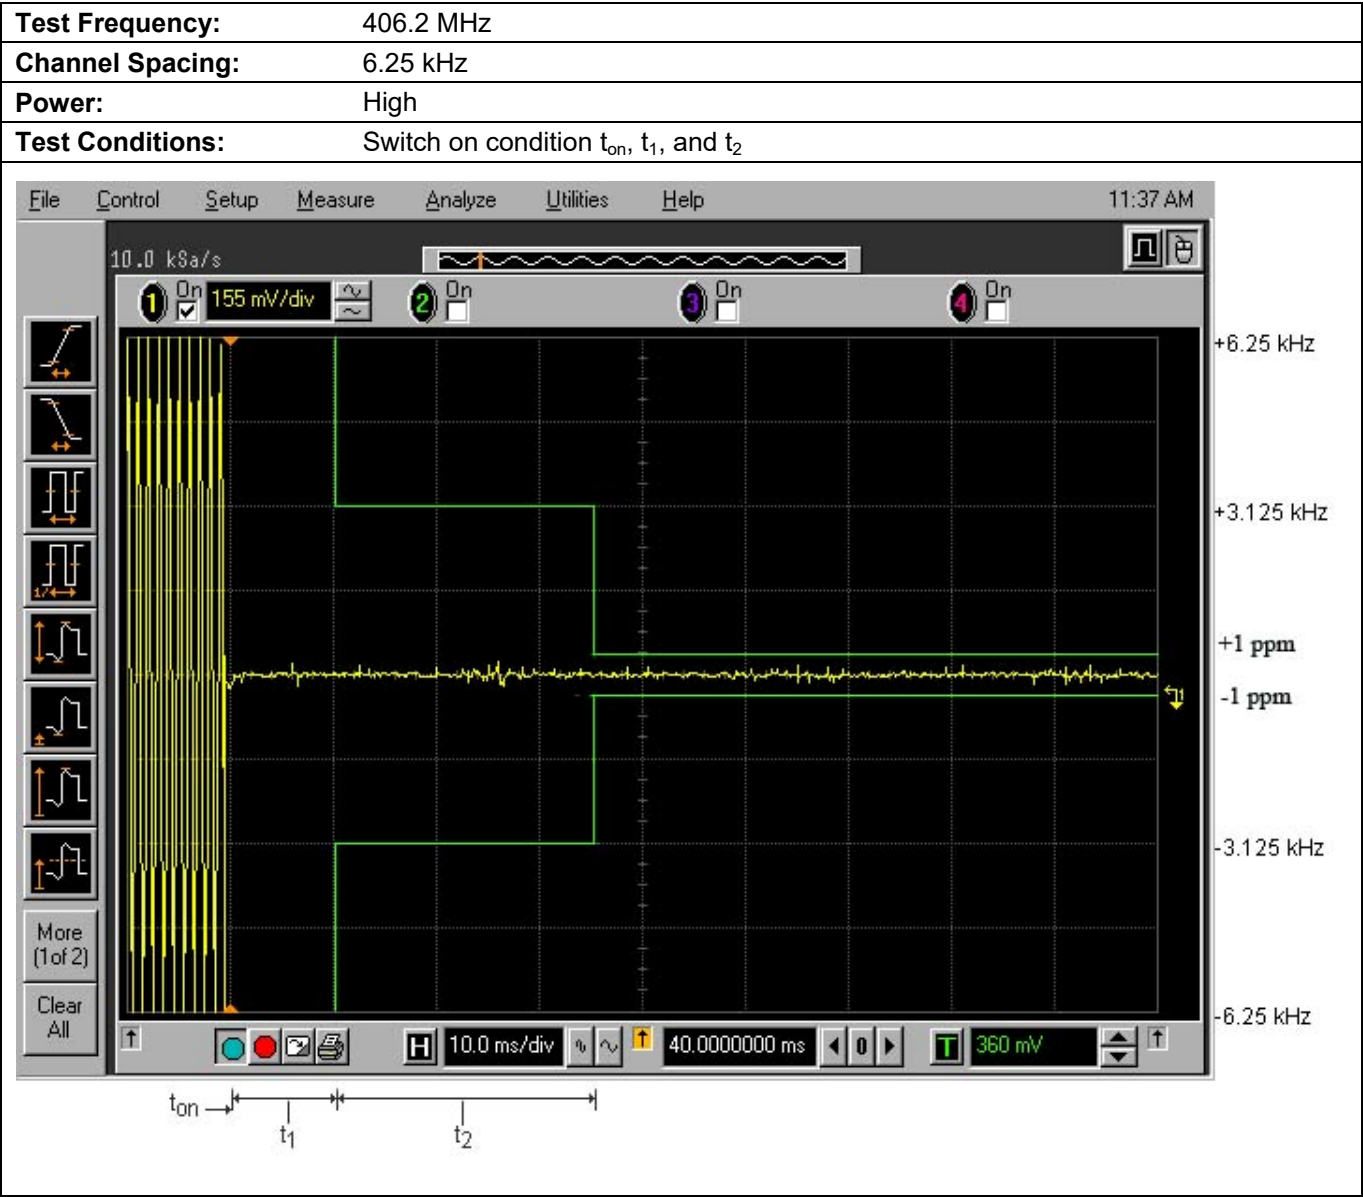 Test Frequency: 406.2 MHz
Channel Spacing: 6.25 kHz
Power: High
Test Conditions: Switch on condition ton, t1, and t2
File Control Setup Measure Analyze Utilities Help 11:37 AM
10.0 kSa/s
1 On 155 mV/div 2 On 3 On 4 On
+6.25 kHz
+3.125 kHz
+1 ppm
-1 ppm
-3.125 kHz
-6.25 kHz
More
(1of 2)
Clear
All
H 10.0 ms/div 40.0000000 ms 0 T 360 mV
ton
t1
t2